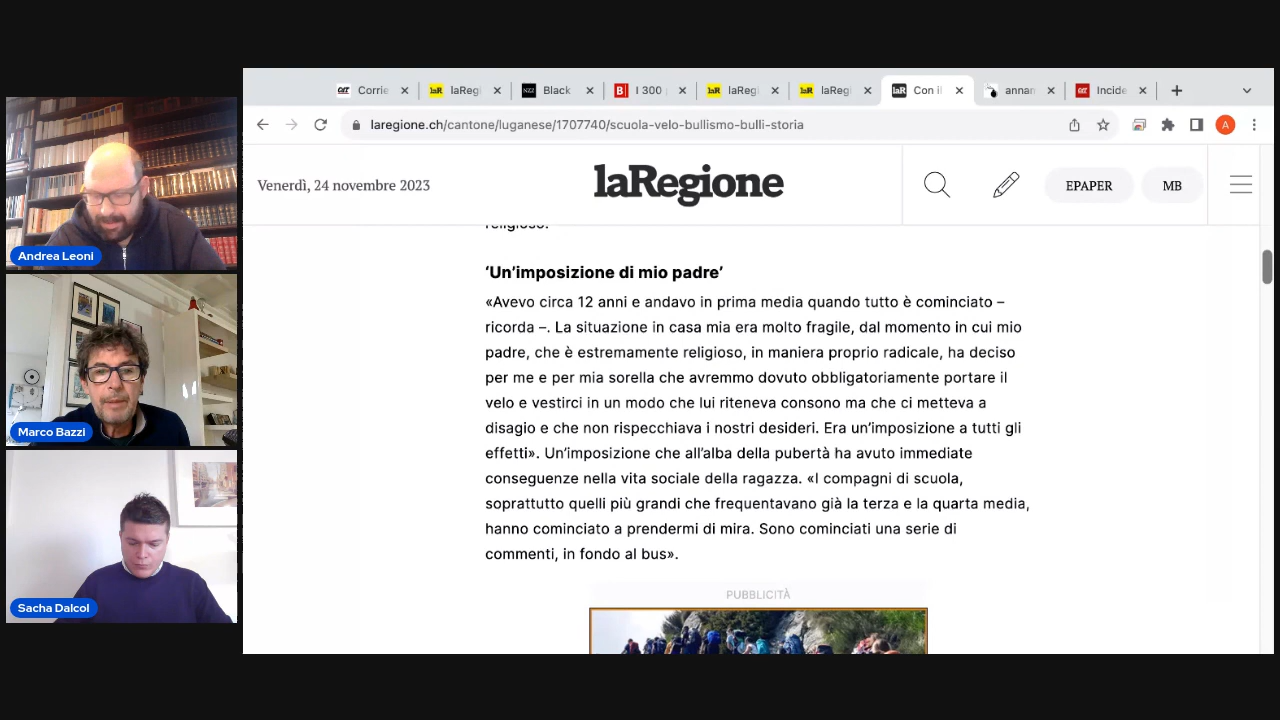 Corrie
laRegi
Black
I 300
laRegi
laRegi
Con il
annan
Incide
laregione.ch/cantone/luganese/1707740/scuola-velo-bullismo-bulli-storia
A
Venerdì, 24 novembre 2023
laRegione
EPAPER
MB
religioso.
‘Un’imposizione di mio padre’
«Avevo circa 12 anni e andavo in prima media quando tutto è cominciato –
ricorda –. La situazione in casa mia era molto fragile, dal momento in cui mio
padre, che è estremamente religioso, in maniera proprio radicale, ha deciso
per me e per mia sorella che avremmo dovuto obbligatoriamente portare il
velo e vestirci in un modo che lui riteneva consono ma che ci metteva a
disagio e che non rispecchiava i nostri desideri. Era un’imposizione a tutti gli
effetti». Un’imposizione che all’alba della pubertà ha avuto immediate
conseguenze nella vita sociale della ragazza. «I compagni di scuola,
soprattutto quelli più grandi che frequentavano già la terza e la quarta media,
hanno cominciato a prendermi di mira. Sono cominciati una serie di
commenti, in fondo al bus».
PUBBLICITÀ
Andrea Leoni
Marco Bazzi
Sacha Dalcol